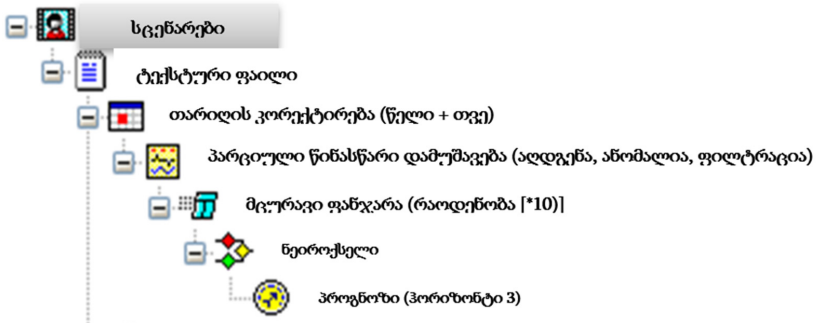 სცენარები
ტექსტური ფაილი
თარიღის კორექტირება (წელი + თვე)
პარციული წინასწარი დამუშავება (აღდგენა, ანომალია, ფილტრაცია)
მცურავი ფანჯარა (რაოდენობა [*10)]
ნეიროქსელი
პროგნოზი (ჰორიზონტი 3)